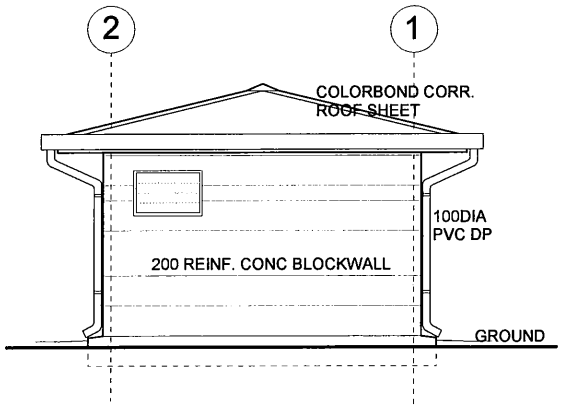 2 1
COLORBOND CORR.
ROOF SHEET
100DIA
PVC DP
200 REINF. CONC BLOCKWALL
GROUND